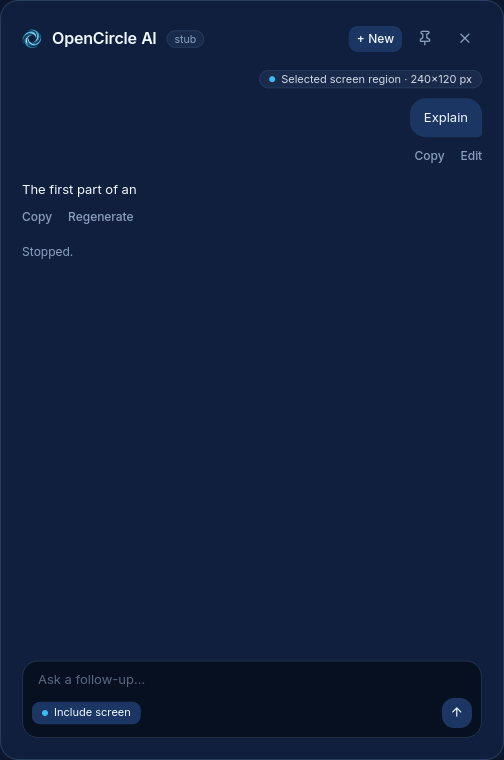 OpenCircle AI stub + New
Selected screen region · 240×120 px
Explain
Copy Edit
The first part of an
Copy Regenerate
Stopped.
Ask a follow-up...
Include screen